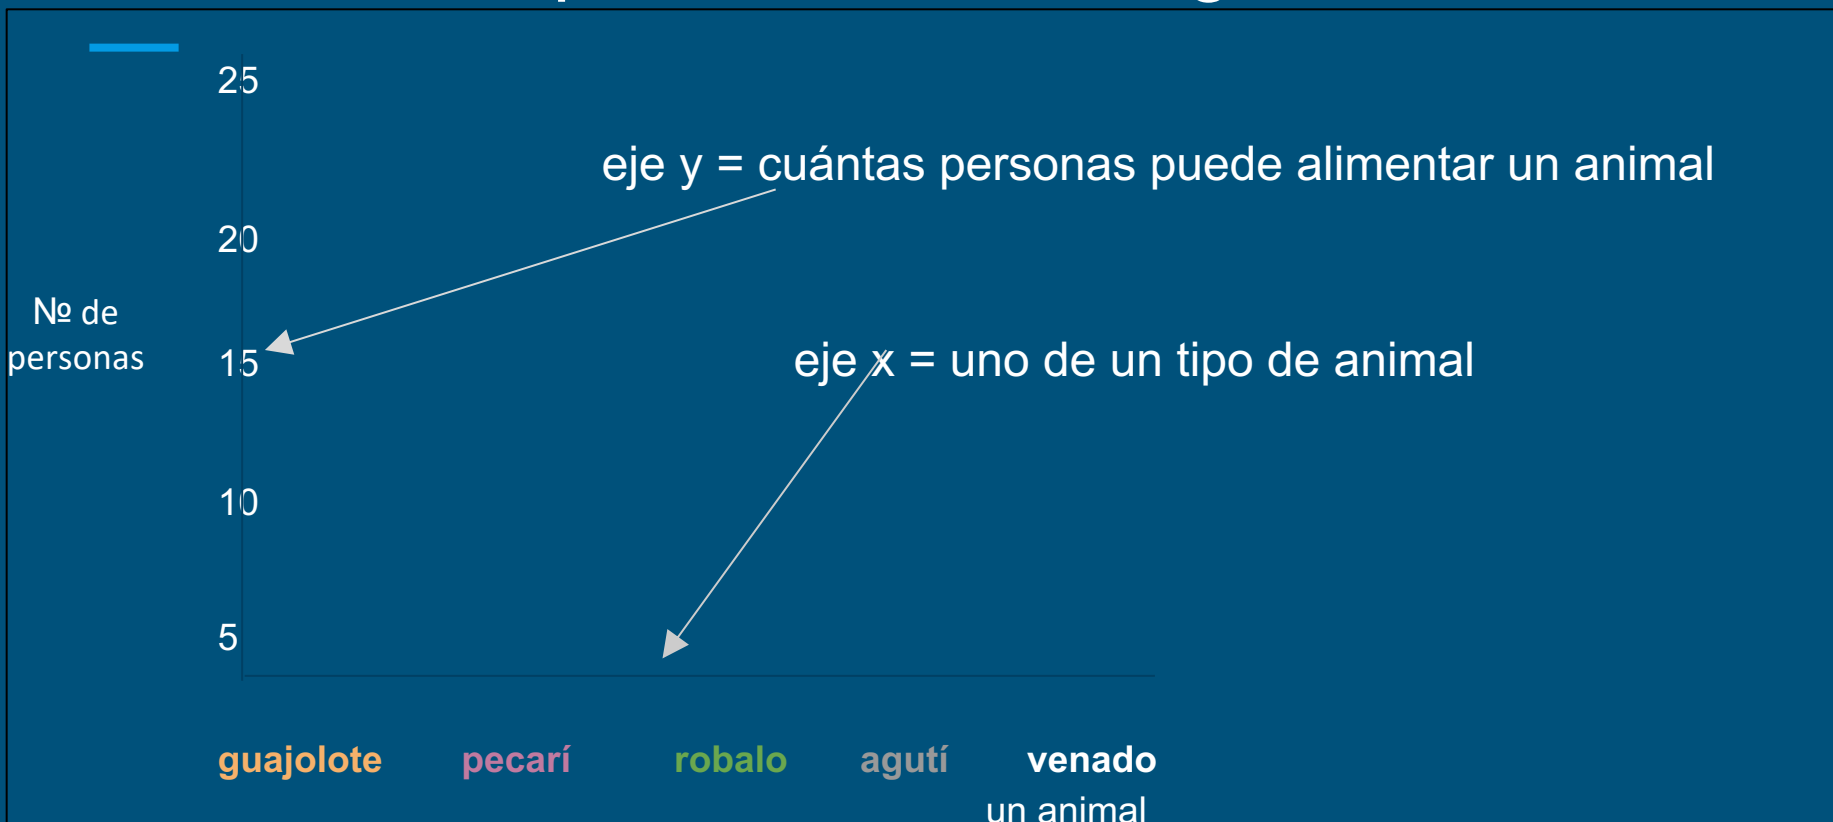 25
eje y = cuántas personas puede alimentar un animal
20
Nº de
personas
15
eje x = uno de un tipo de animal
10
5
guajolote pecarí robalo agutí venado
un animal